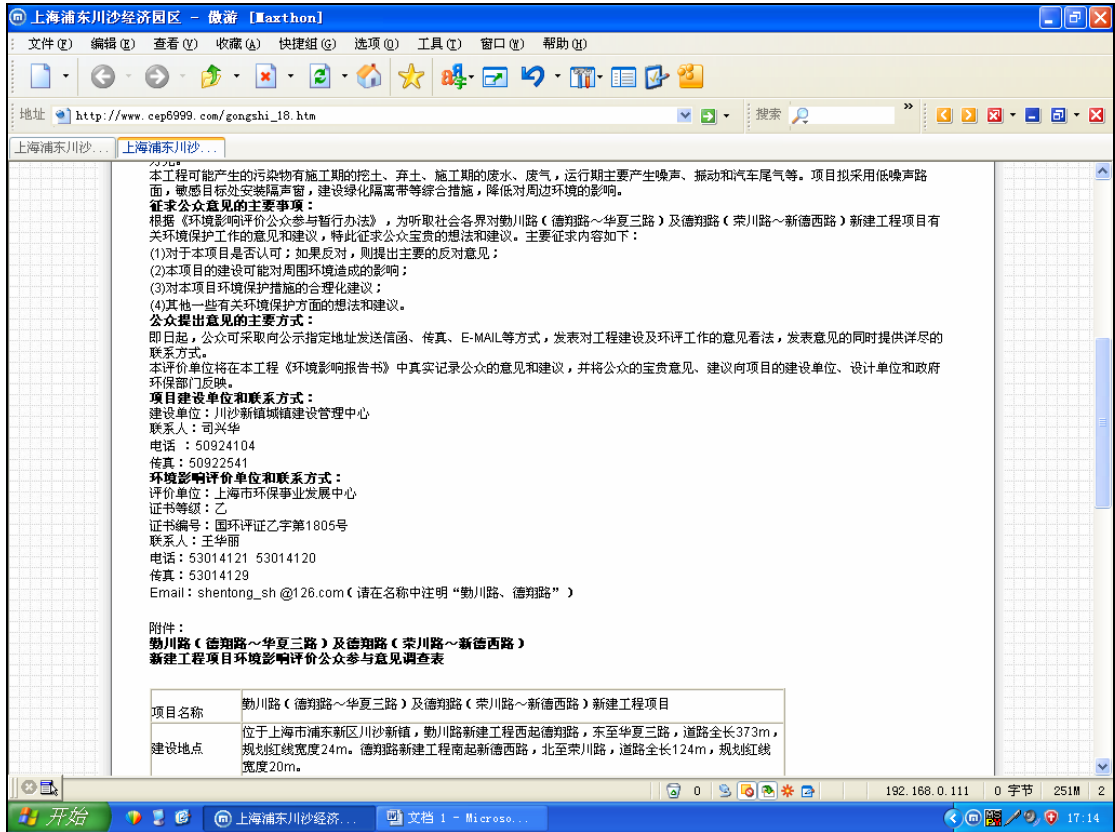 上海浦东川沙经济园区 - 傲游 [Maxthon]
文件(F) 编辑(E) 查看(V) 收藏(A) 快捷组(G) 选项(O) 工具(T) 窗口(W) 帮助(H)
地址 http://www.cep6999.com/gongshi_18.htm 搜索 »
上海浦东川沙... 上海浦东川沙...
本工程可能产生的污染物有施工期的挖土、弃土、施工期的废水、废气，运行期主要产生噪声、振动和汽车尾气等。项目拟采用低噪声路
面，敏感目标处安装隔声窗，建设绿化隔离带等综合措施，降低对周边环境的影响。
征求公众意见的主要事项：
根据《环境影响评价公众参与暂行办法》，为听取社会各界对勤川路（德翔路～华夏三路）及德翔路（荣川路～新德西路）新建工程项目有
关环境保护工作的意见和建议，特此征求公众宝贵的想法和建议。主要征求内容如下：
(1)对于本项目是否认可；如果反对，则提出主要的反对意见；
(2)本项目的建设可能对周围环境造成的影响；
(3)对本项目环境保护措施的合理化建议；
(4)其他一些有关环境保护方面的想法和建议。
公众提出意见的主要方式：
即日起，公众可采取向公示指定地址发送信函、传真、E-MAIL等方式，发表对工程建设及环评工作的意见看法，发表意见的同时提供详尽的
联系方式。
本评价单位将在本工程《环境影响报告书》中真实记录公众的意见和建议，并将公众的宝贵意见、建议向项目的建设单位、设计单位和政府
环保部门反映。
项目建设单位和联系方式：
建设单位：川沙新镇城镇建设管理中心
联系人：司兴华
电话 ：50924104
传真：50922541
环境影响评价单位和联系方式：
评价单位：上海市环保事业发展中心
证书等级：乙
证书编号：国环评证乙字第1805号
联系人：王华丽
电话：53014121 53014120
传真：53014129
Email：shentong_sh @126.com（请在名称中注明“勤川路、德翔路”）
附件：
勤川路（德翔路～华夏三路）及德翔路（荣川路～新德西路）
新建工程项目环境影响评价公众参与意见调查表
项目名称 勤川路（德翔路～华夏三路）及德翔路（荣川路～新德西路）新建工程项目
位于上海市浦东新区川沙新镇，勤川路新建工程西起德翔路，东至华夏三路，道路全长373m，
建设地点 规划红线宽度24m。德翔路新建工程南起新德西路，北至荣川路，道路全长124m，规划红线
宽度20m。
0 192.168.0.111 0 字节 251M 2
开始 上海浦东川沙经济... 文档 1 - Microso... 17:14